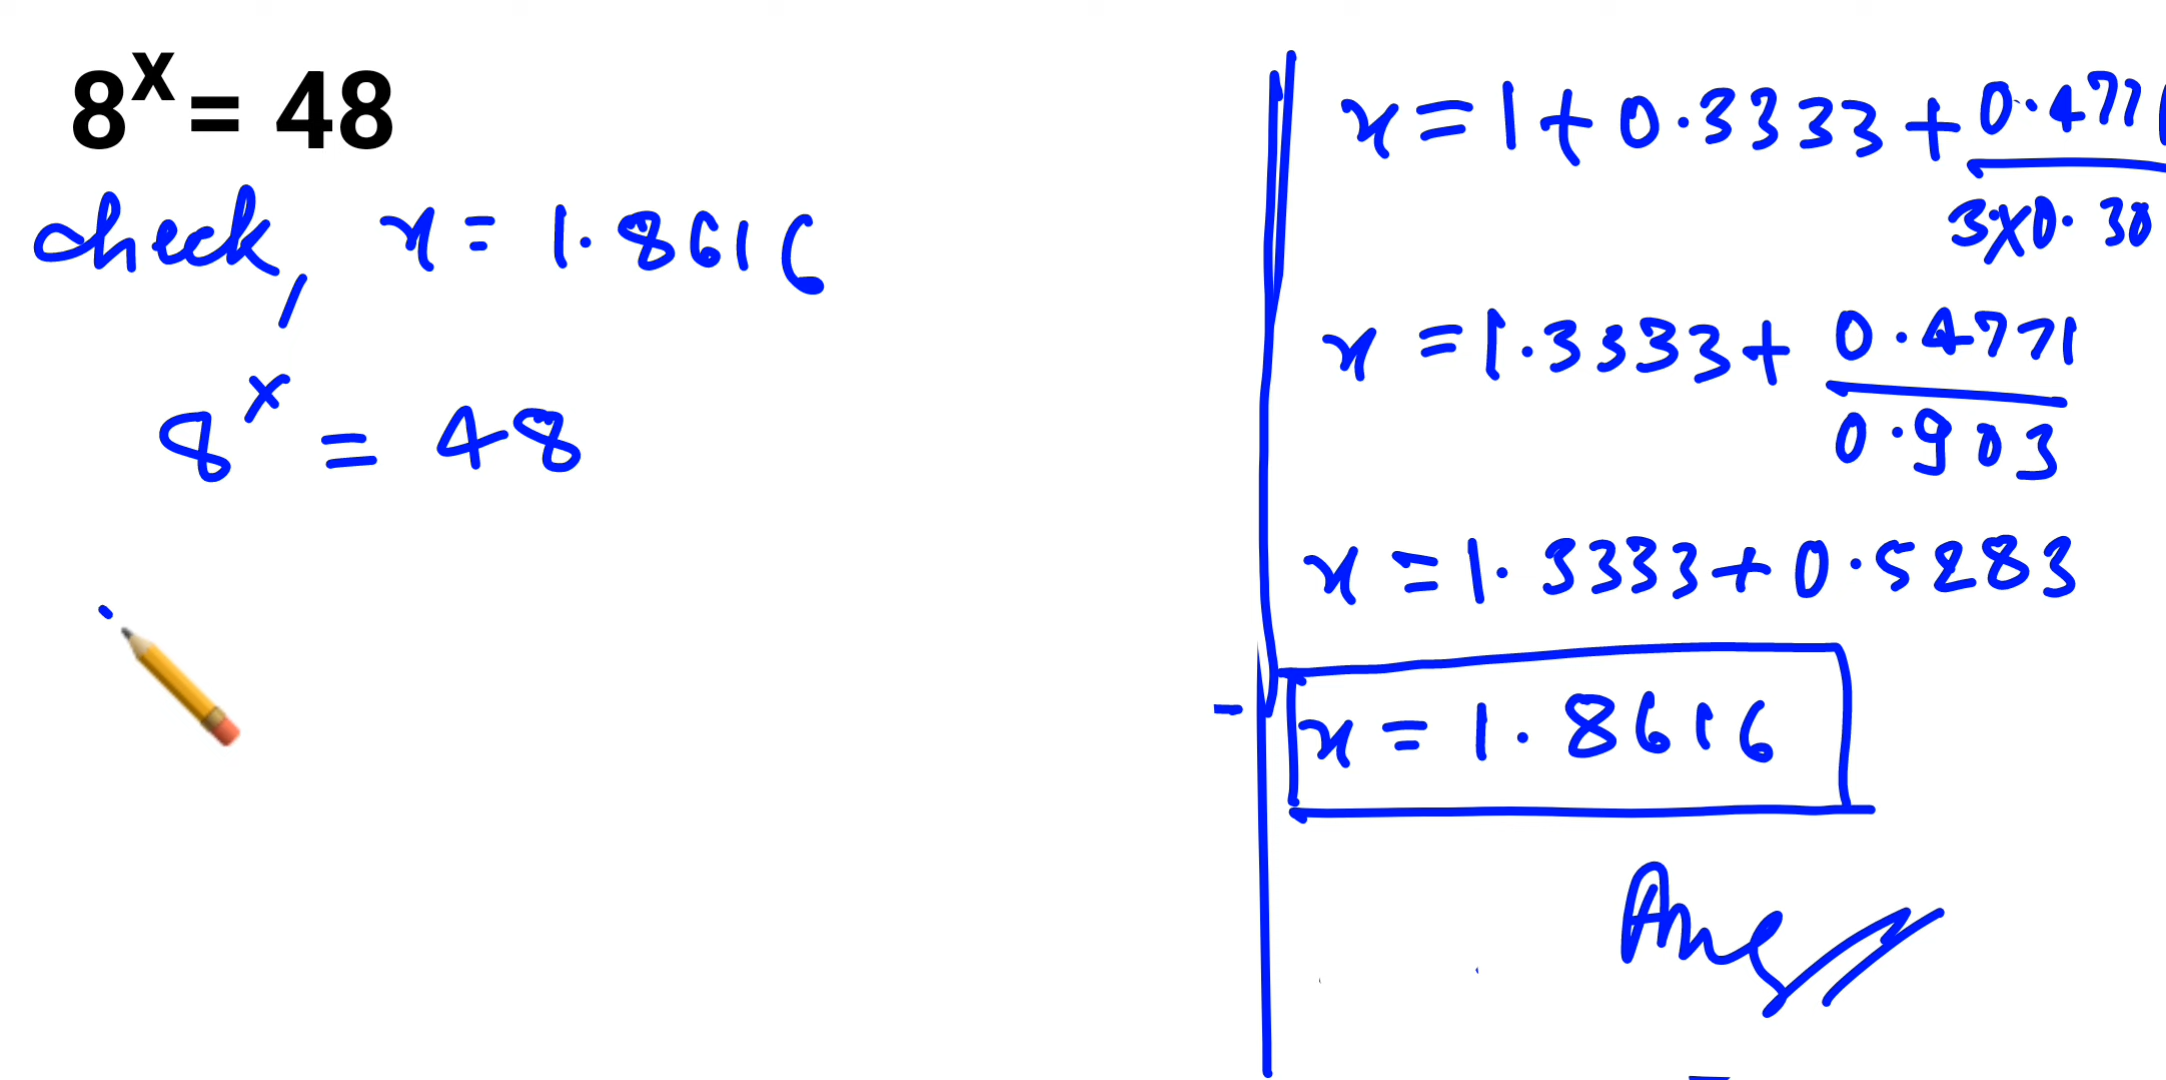 8^x = 48
check, x = 1.8616
8^x = 48
x = 1 + 0.3333 + 0.477
3×0.30
x = 1.3333 + 0.4771
0.903
x = 1.3333 + 0.5283
x = 1.8616
Ans